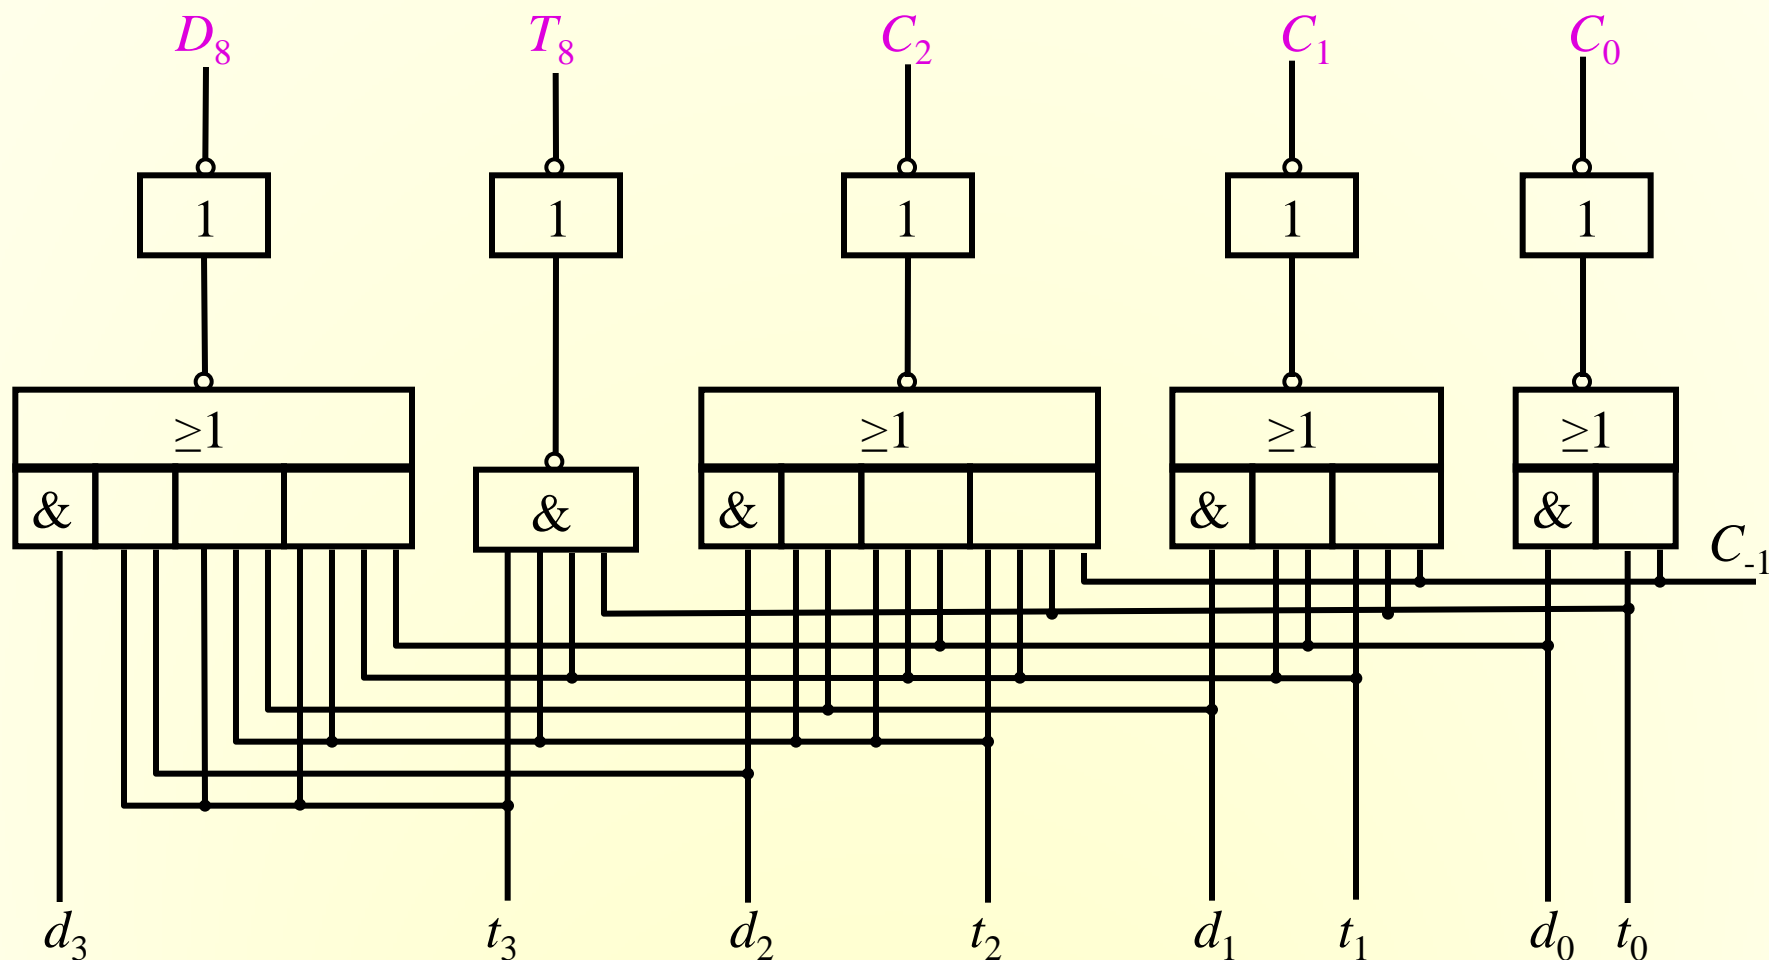 D₈ T₈ C₂ C₁ C₀
1 1 1 1 1
≥1 ≥1 ≥1 ≥1
& & & & &
C₋₁
d₃ t₃ d₂ t₂ d₁ t₁ d₀ t₀